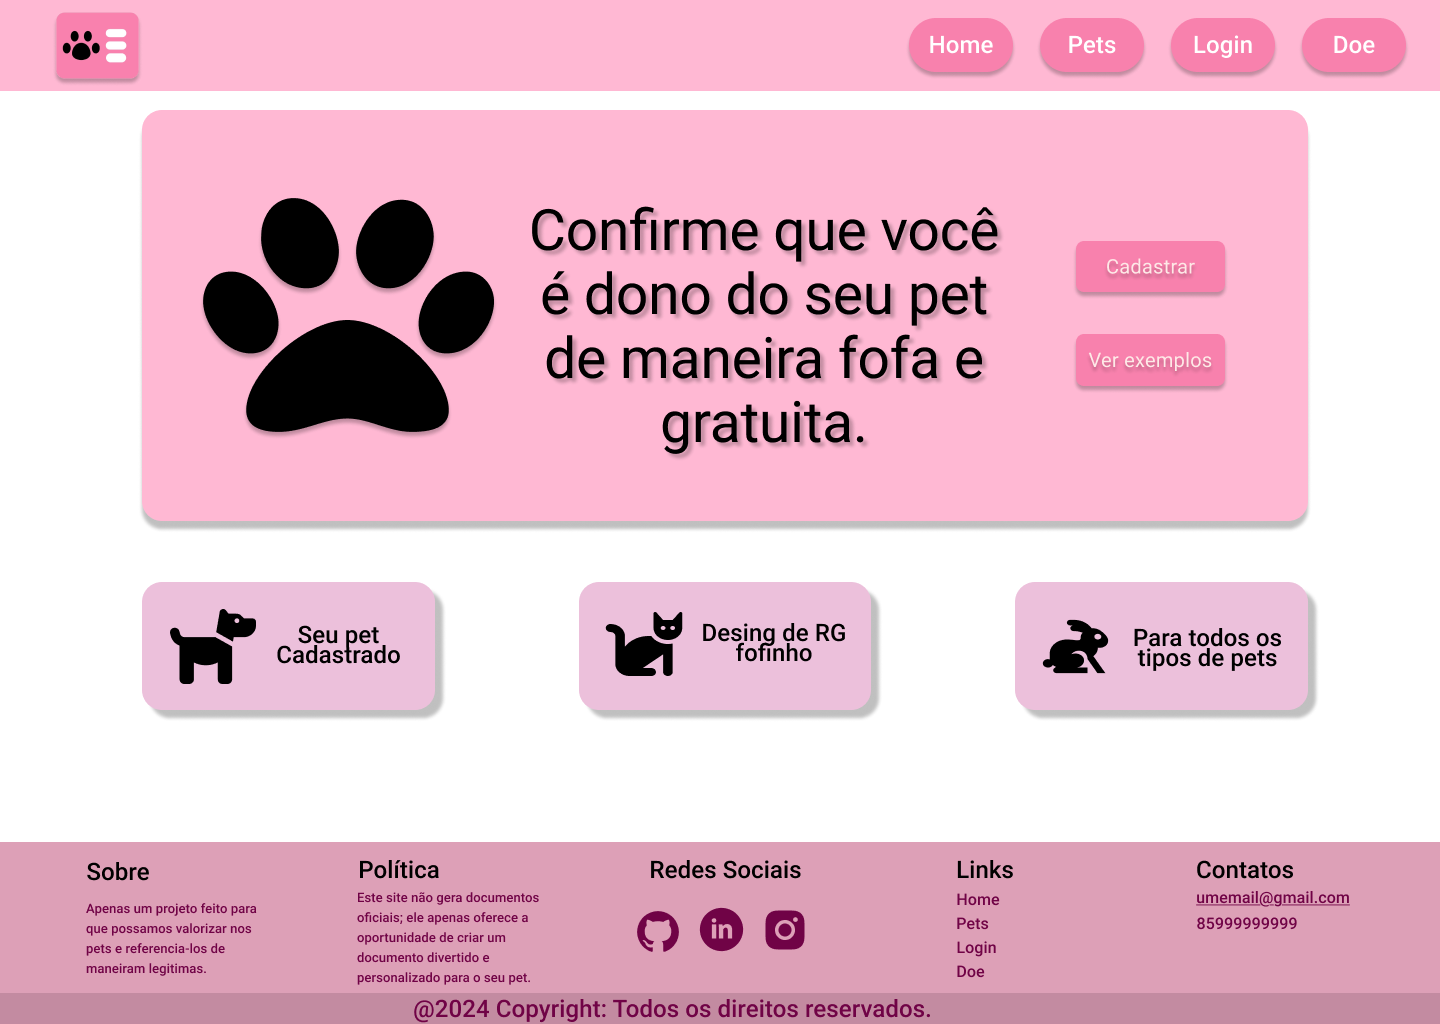 Home
Pets
Login
Doe
Confirme que você
é dono do seu pet
de maneira fofa e
gratuita.
Cadastrar
Ver exemplos
Seu pet
Cadastrado
Desing de RG
fofinho
Para todos os
tipos de pets
Sobre
Apenas um projeto feito para
que possamos valorizar nos
pets e referencia-los de
maneiram legitimas.
Política
Este site não gera documentos
oficiais; ele apenas oferece a
oportunidade de criar um
documento divertido e
personalizado para o seu pet.
Redes Sociais
in
Links
Home
Pets
Login
Doe
Contatos
umemail@gmail.com
85999999999
@2024 Copyright: Todos os direitos reservados.